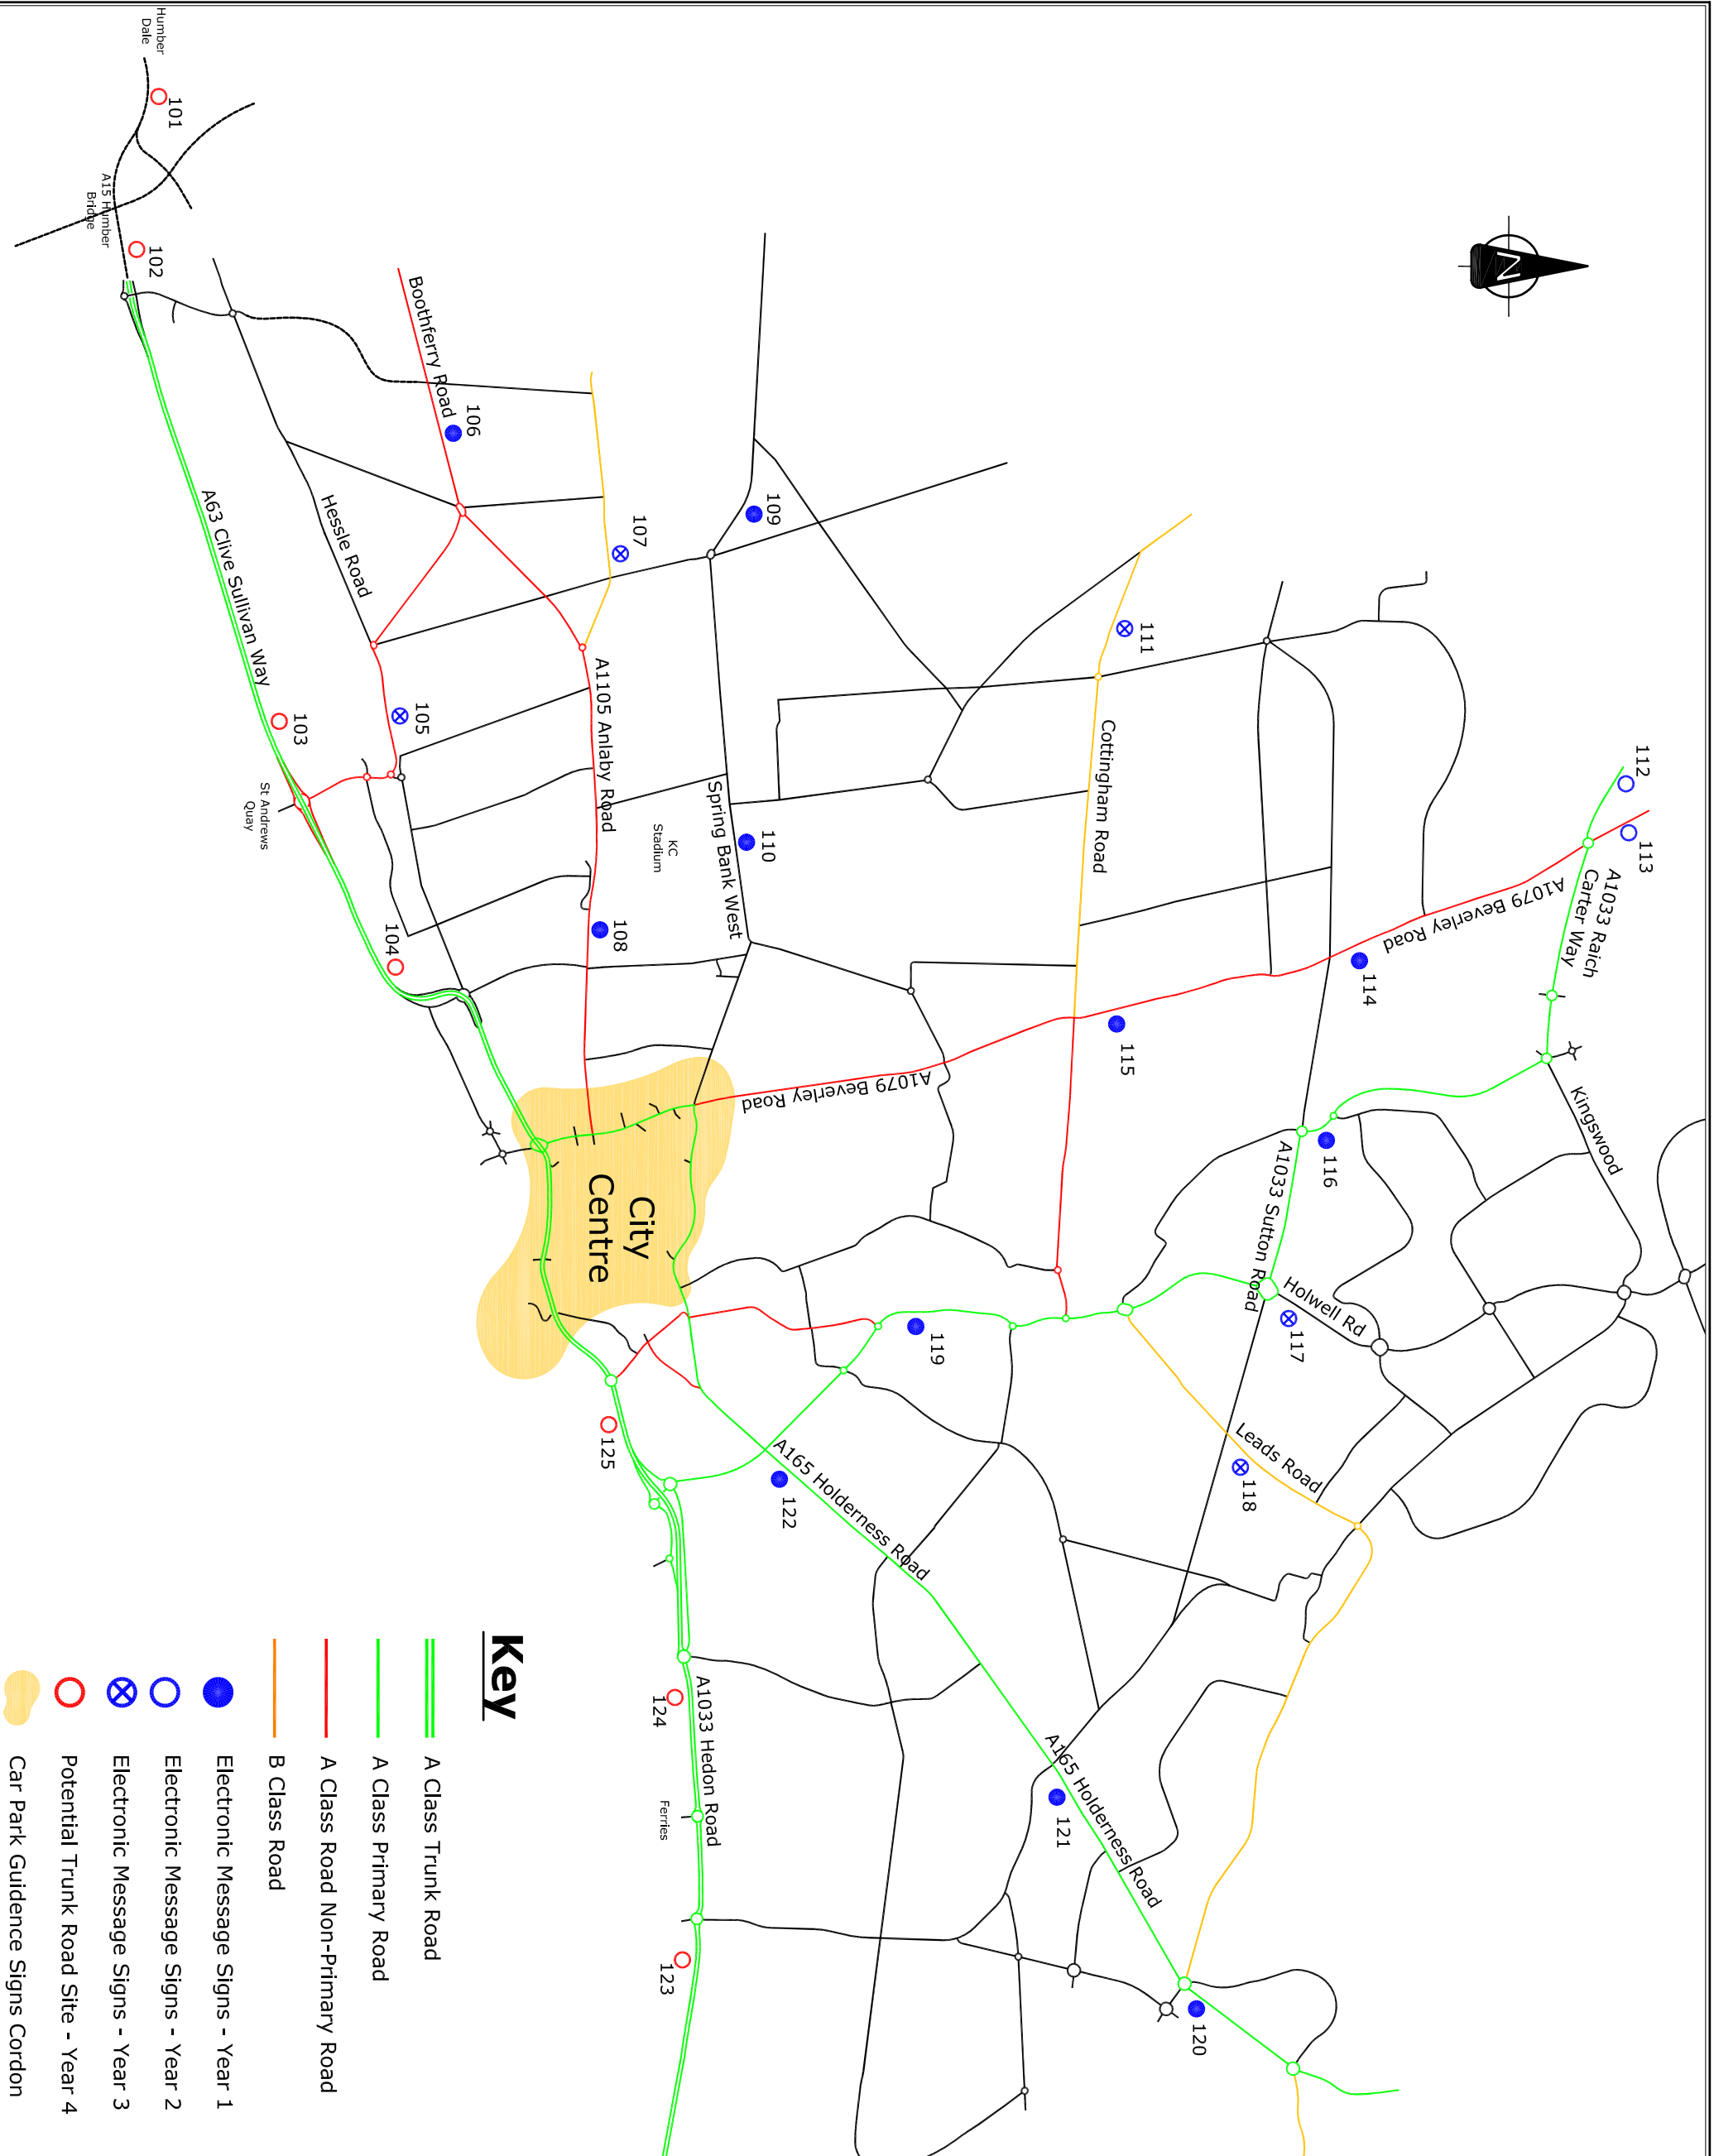 Humber
Dale
101
A15 Humber
Bridge
102
Boothferry Road
106
107
109
Hessle Road
A63 Clive Sullivan Way
103
St Andrews
Quay
105
104
A1105 Anlaby Road
108
KC
Stadium
Spring Bank West
110
111
Cottingham Road
N
112
113
A1033 Raich
Carter Way
A1079 Beverley Road
114
115
A1079 Beverley Road
Kingswood
116
A1033 Sutton Road
Holwell Rd
117
Leads Road
118
City
Centre
119
125
122
A165 Holderness Road
A1033 Hedon Road
124
Ferries
123
A165 Holderness Road
121
120
Key
A Class Trunk Road
A Class Primary Road
A Class Road Non-Primary Road
B Class Road
Electronic Message Signs - Year 1
Electronic Message Signs - Year 2
Electronic Message Signs - Year 3
Potential Trunk Road Site - Year 4
Car Park Guidence Signs Cordon